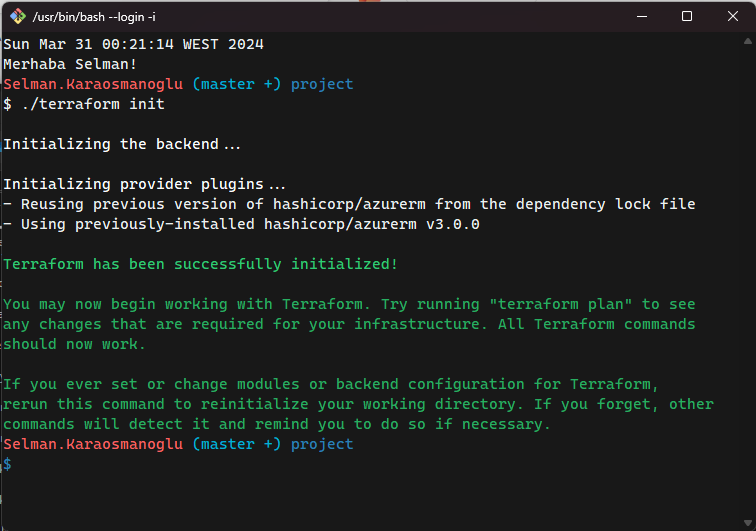 /usr/bin/bash --login -i
Sun Mar 31 00:21:14 WEST 2024
Merhaba Selman!
Selman.Karaosmanoglu (master +) project
$ ./terraform init
Initializing the backend...
Initializing provider plugins...
- Reusing previous version of hashicorp/azurerm from the dependency lock file
- Using previously-installed hashicorp/azurerm v3.0.0
Terraform has been successfully initialized!
You may now begin working with Terraform. Try running "terraform plan" to see
any changes that are required for your infrastructure. All Terraform commands
should now work.
If you ever set or change modules or backend configuration for Terraform,
rerun this command to reinitialize your working directory. If you forget, other
commands will detect it and remind you to do so if necessary.
Selman.Karaosmanoglu (master +) project
$